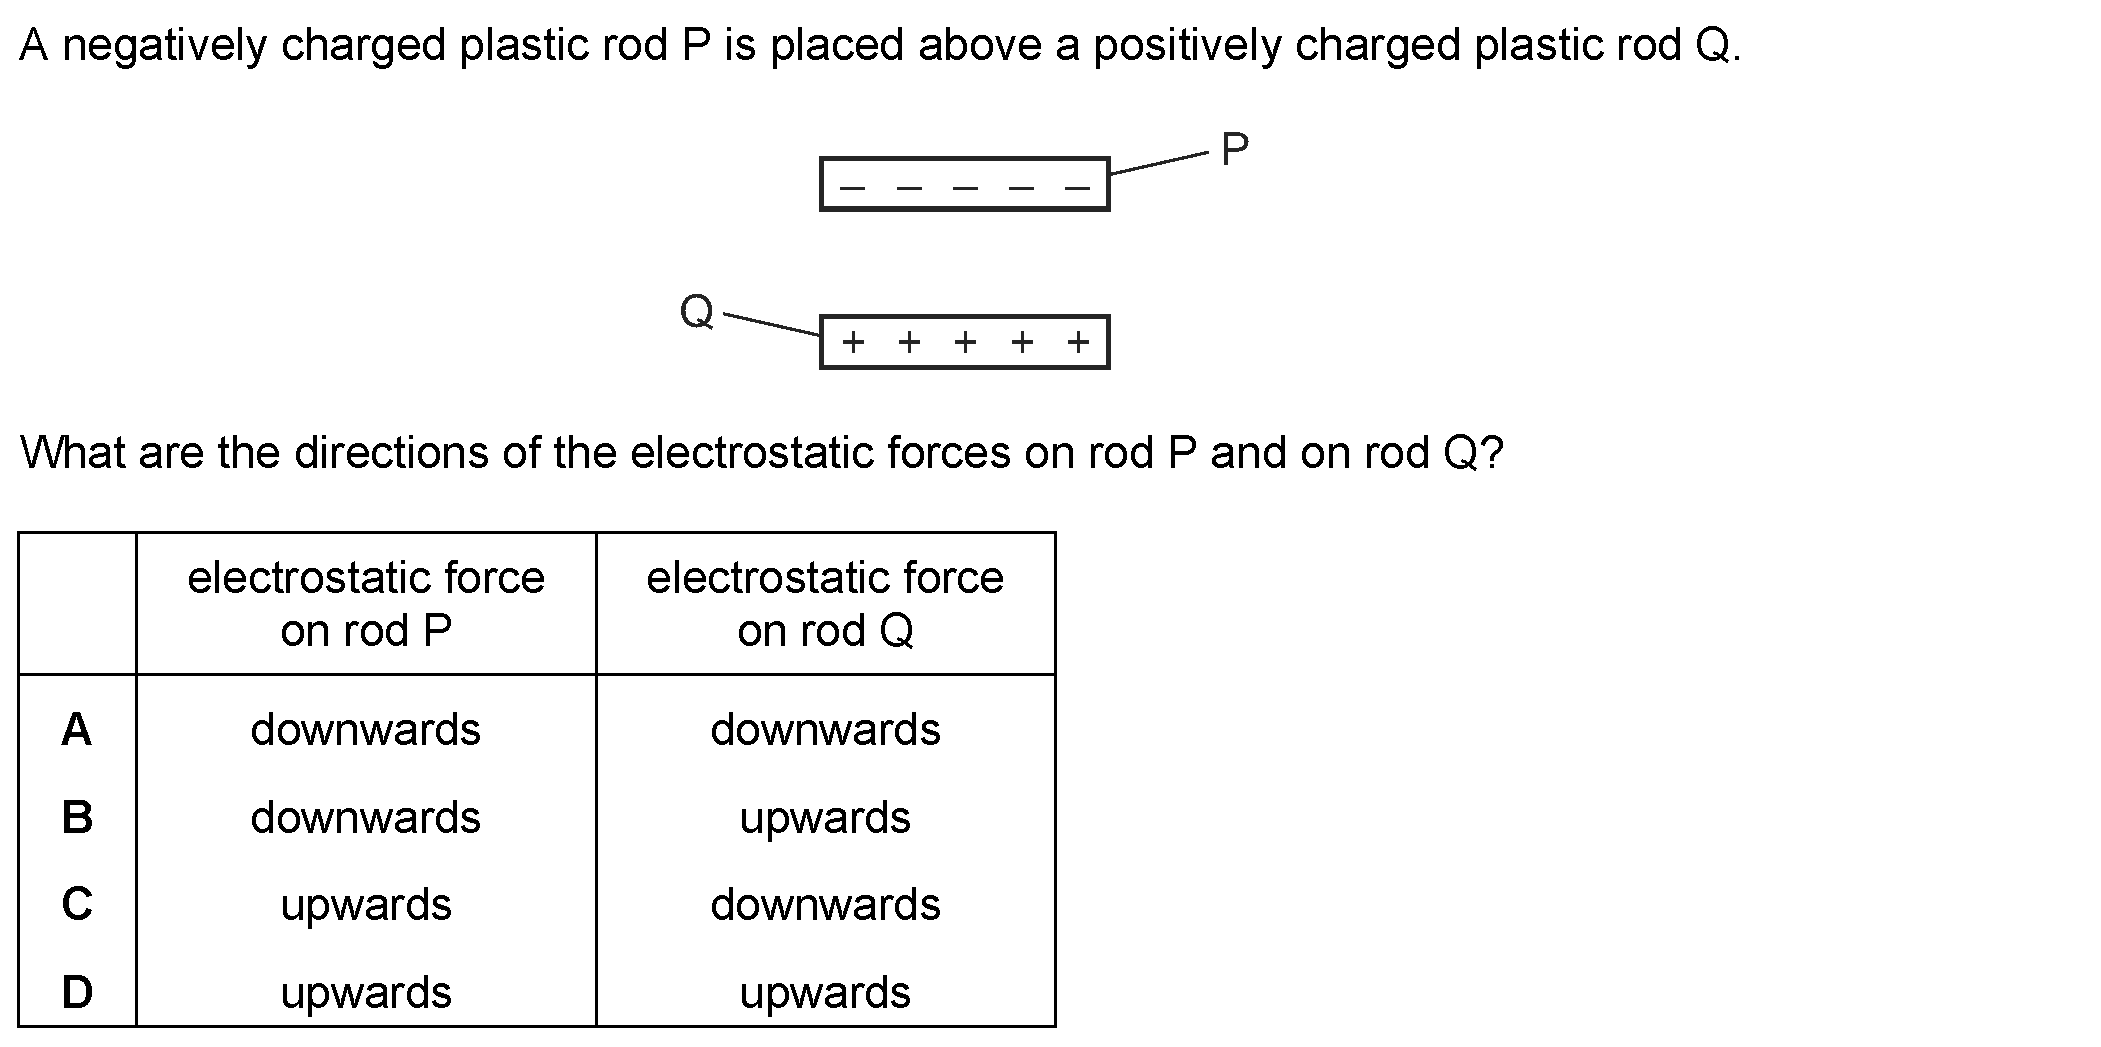 A negatively charged plastic rod P is placed above a positively charged plastic rod Q.
P
– – – – –
Q
+ + + + +
What are the directions of the electrostatic forces on rod P and on rod Q?
electrostatic force on rod P
electrostatic force on rod Q
A downwards downwards
B downwards upwards
C upwards downwards
D upwards upwards